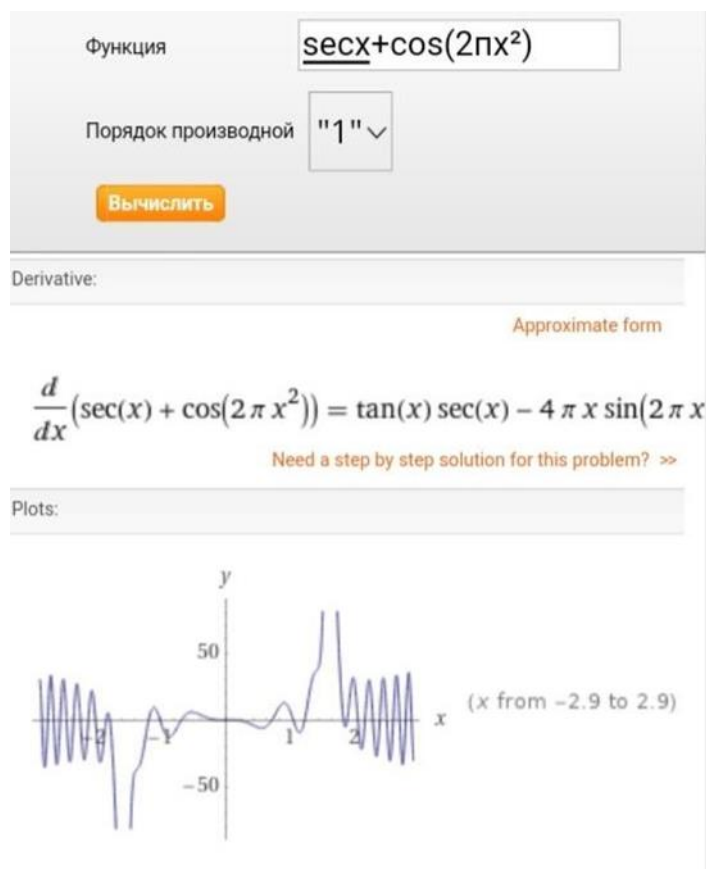 Функция secx+cos(2пx²)
Порядок производной "1"
Вычислить
Derivative:
Approximate form
d/dx (sec(x) + cos(2 π x²)) = tan(x) sec(x) − 4 π x sin(2 π x
Need a step by step solution for this problem? >>
Plots:
y
50
(x from −2.9 to 2.9)
-2 -1 1 2 x
−50